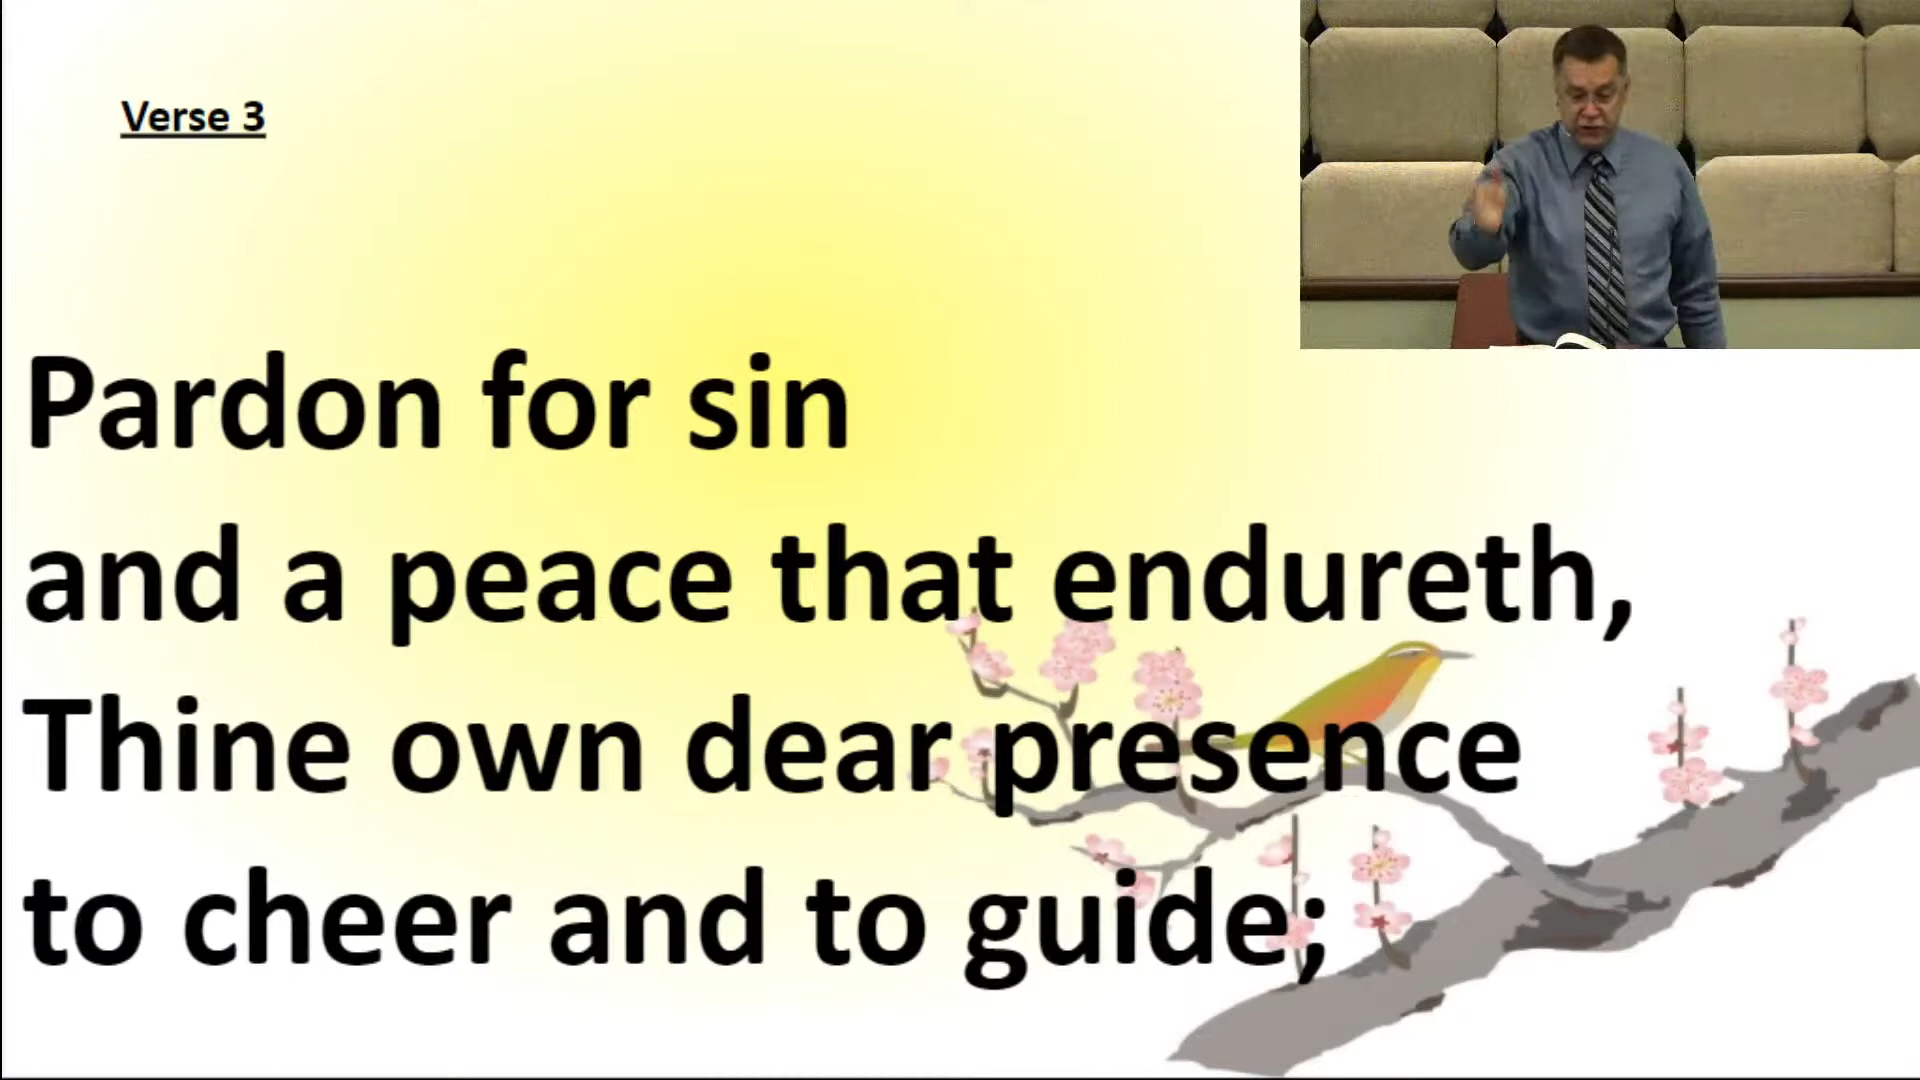 Verse 3
Pardon for sin
and a peace that endureth,
Thine own dear presence
to cheer and to guide;